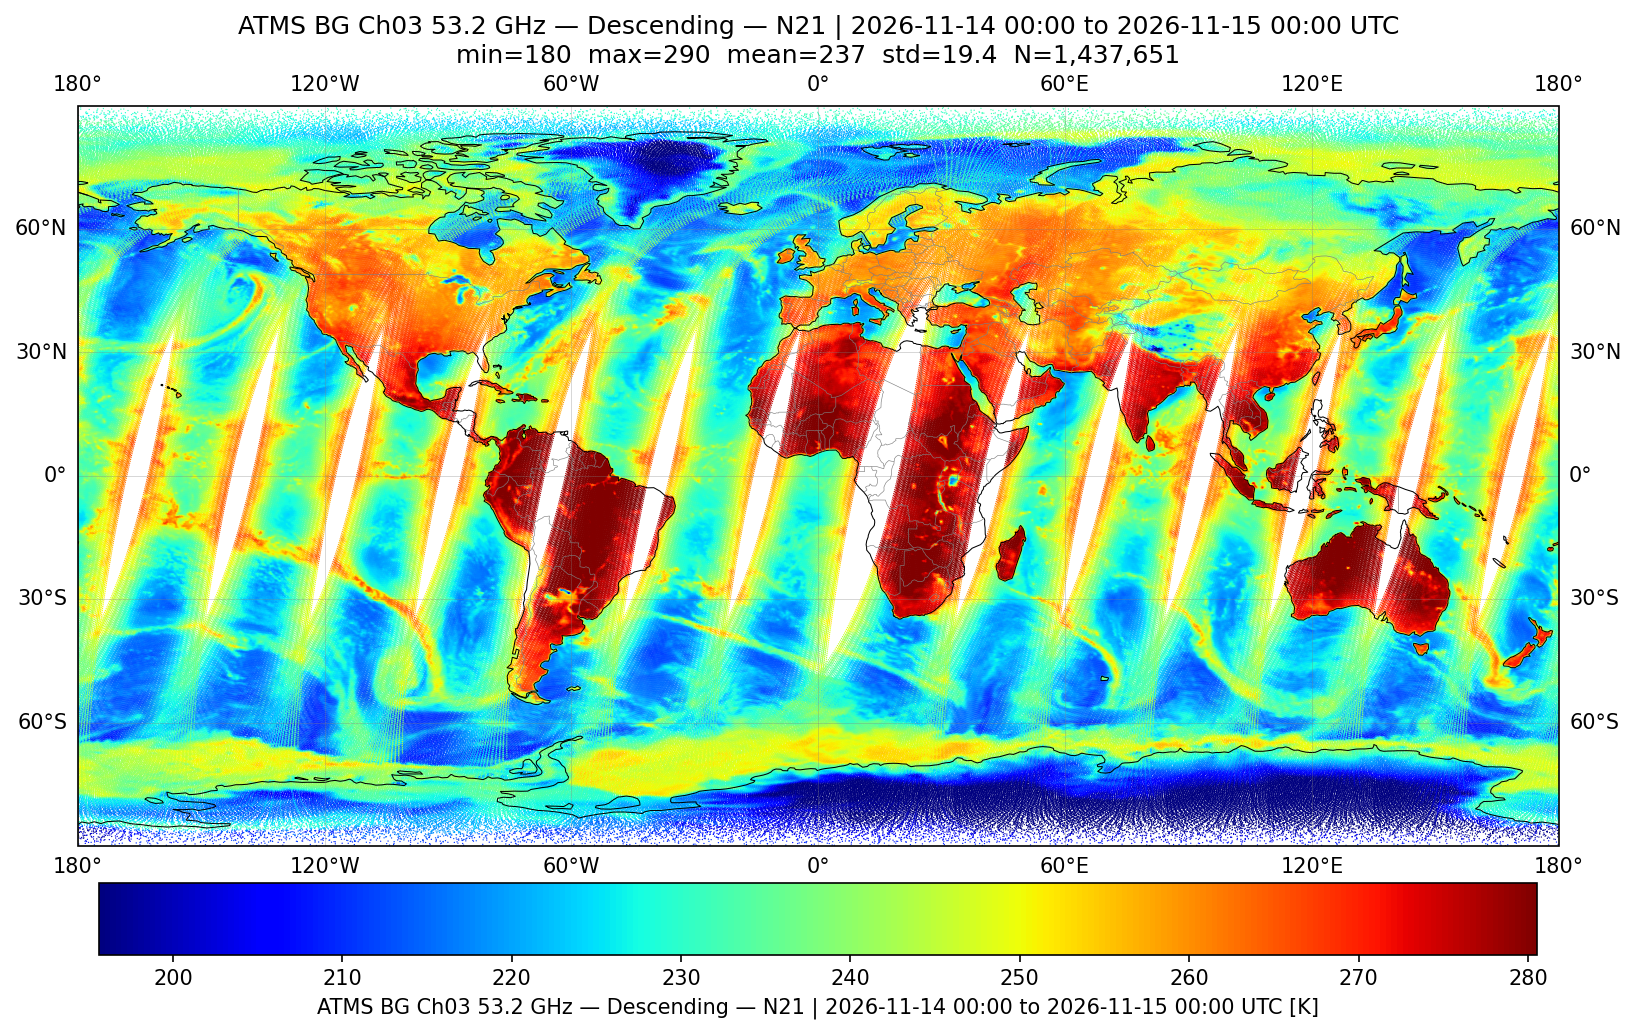 ATMS BG Ch03 53.2 GHz — Descending — N21 | 2026-11-14 00:00 to 2026-11-15 00:00 UTC
min=180 max=290 mean=237 std=19.4 N=1,437,651
180° 120°W 60°W 0° 60°E 120°E 180°
60°N 60°N
30°N 30°N
0° 0°
30°S 30°S
60°S 60°S
180° 120°W 60°W 0° 60°E 120°E 180°
200 210 220 230 240 250 260 270 280
ATMS BG Ch03 53.2 GHz — Descending — N21 | 2026-11-14 00:00 to 2026-11-15 00:00 UTC [K]